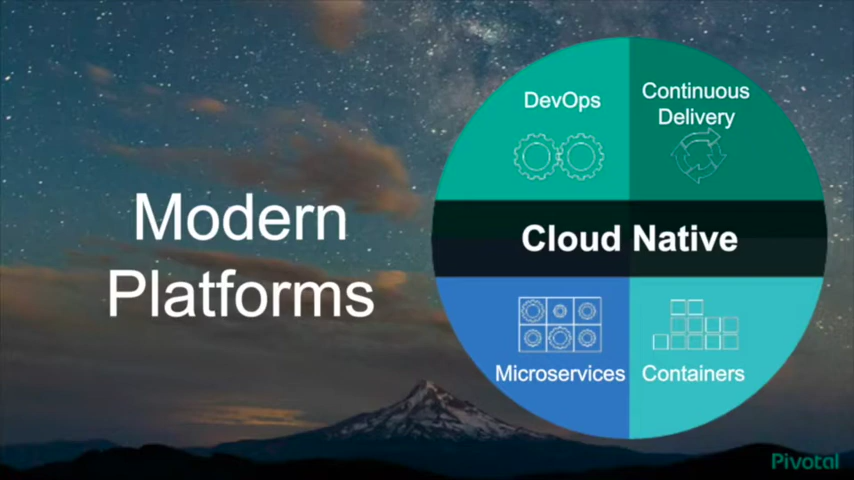 Modern
Platforms
DevOps
Continuous
Delivery
Cloud Native
Microservices
Containers
Pivotal